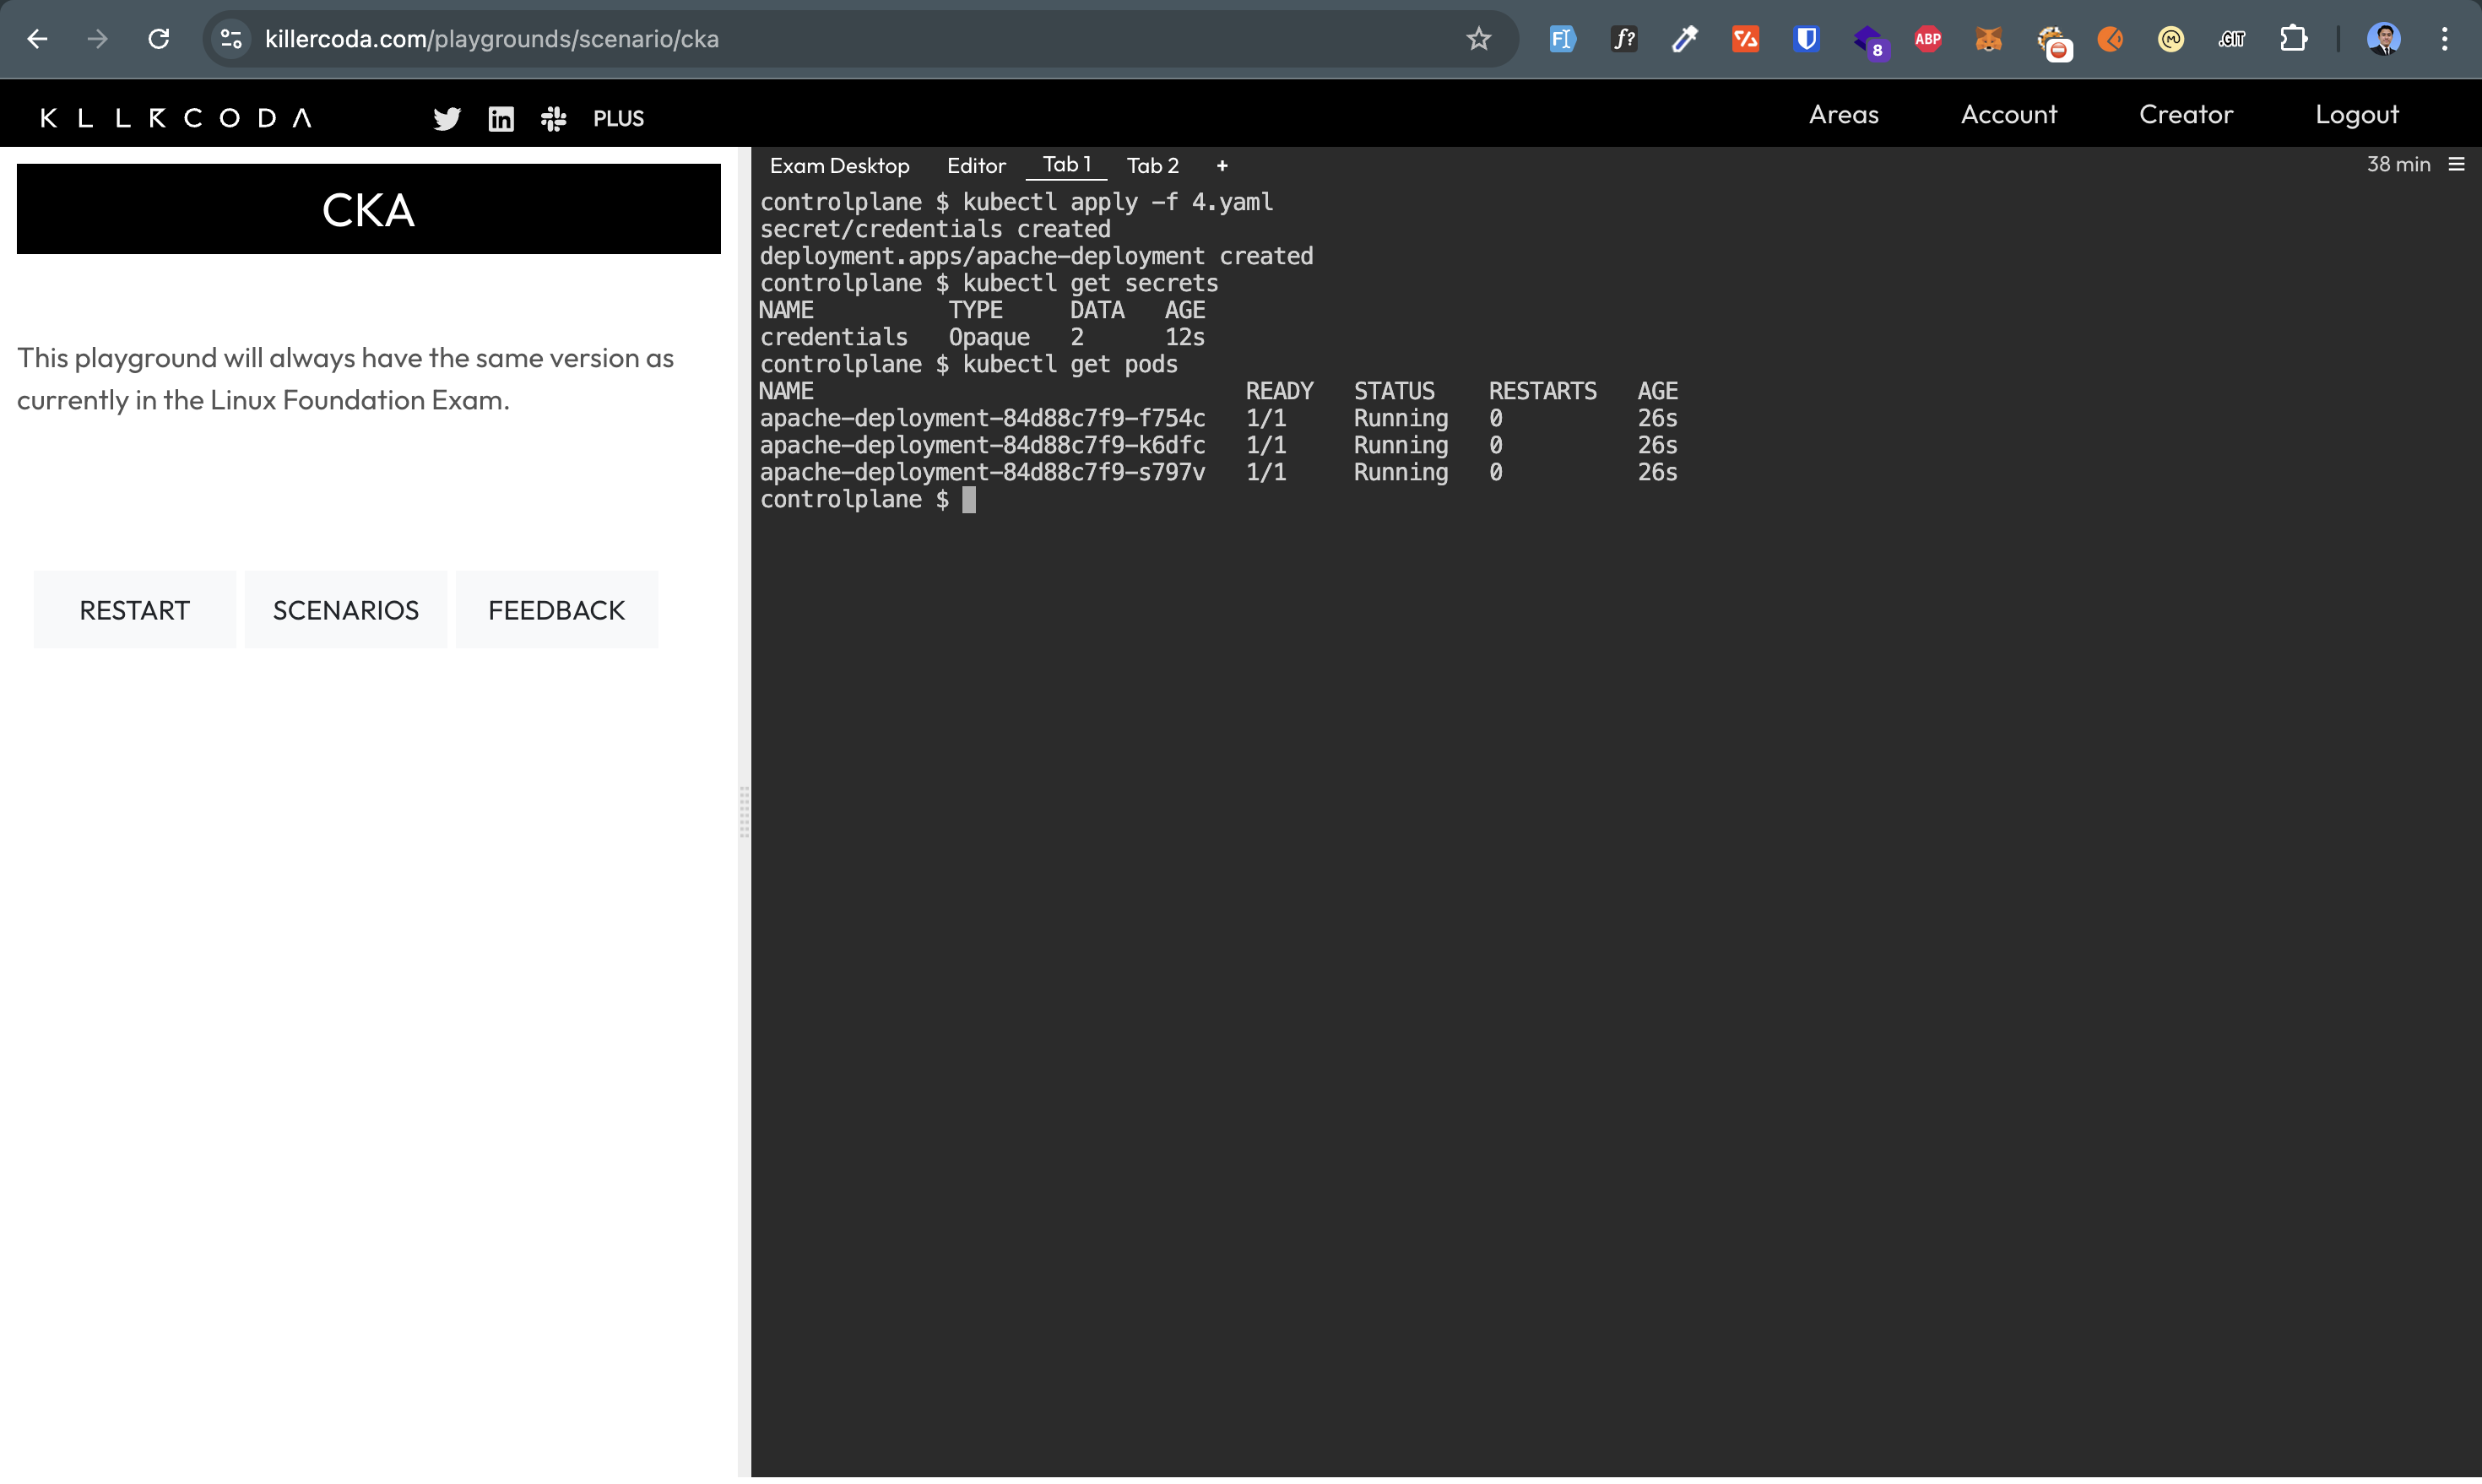 killercoda.com/playgrounds/scenario/cka
8
ABP
.GIT
KLLRCODA
PLUS
Areas
Account
Creator
Logout
CKA
This playground will always have the same version as
currently in the Linux Foundation Exam.
RESTART
SCENARIOS
FEEDBACK
Exam Desktop
Editor
Tab 1
Tab 2
+
38 min
controlplane $ kubectl apply -f 4.yaml
secret/credentials created
deployment.apps/apache-deployment created
controlplane $ kubectl get secrets
NAME TYPE DATA AGE
credentials Opaque 2 12s
controlplane $ kubectl get pods
NAME READY STATUS RESTARTS AGE
apache-deployment-84d88c7f9-f754c 1/1 Running 0 26s
apache-deployment-84d88c7f9-k6dfc 1/1 Running 0 26s
apache-deployment-84d88c7f9-s797v 1/1 Running 0 26s
controlplane $